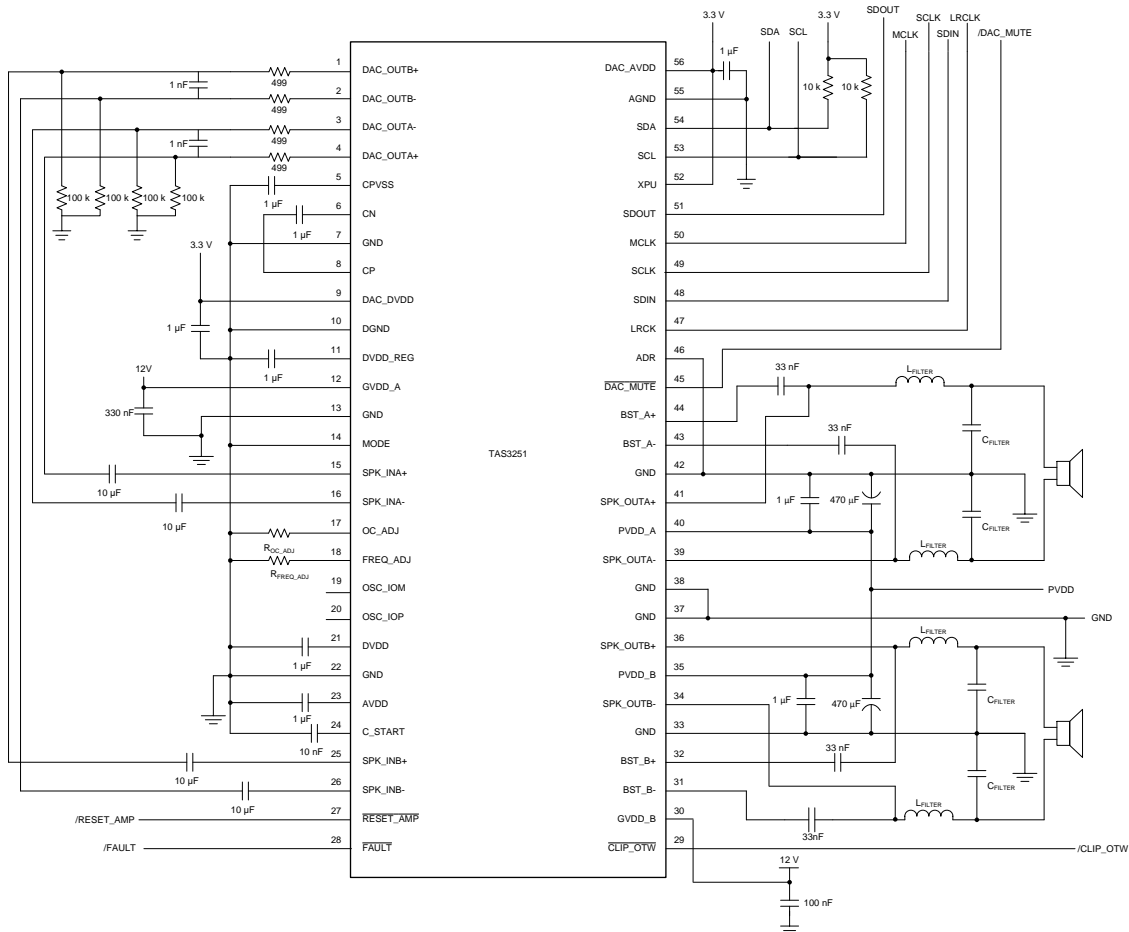 3.3 V
3.3 V
SDOUT
SCLK
LRCLK
SDA
SCL
MCLK
SDIN
/DAC_MUTE
1 µF
10 k
10 k
1 nF
499
499
1 nF
499
499
100 k
100 k
100 k
100 k
1 µF
1 µF
3.3 V
1 µF
1 µF
12V
330 nF
10 µF
10 µF
R_OC_ADJ
R_FREQ_ADJ
1 µF
1 µF
10 nF
10 µF
10 µF
/RESET_AMP
/FAULT
1 DAC_OUTB+
2 DAC_OUTB-
3 DAC_OUTA-
4 DAC_OUTA+
5 CPVSS
6 CN
7 GND
8 CP
9 DAC_DVDD
10 DGND
11 DVDD_REG
12 GVDD_A
13 GND
14 MODE
15 SPK_INA+
16 SPK_INA-
17 OC_ADJ
18 FREQ_ADJ
19 OSC_IOM
20 OSC_IOP
21 DVDD
22 GND
23 AVDD
24 C_START
25 SPK_INB+
26 SPK_INB-
27 RESET_AMP
28 FAULT
TAS3251
DAC_AVDD 56
AGND 55
SDA 54
SCL 53
XPU 52
SDOUT 51
MCLK 50
SCLK 49
SDIN 48
LRCK 47
ADR 46
DAC_MUTE 45
BST_A+ 44
BST_A- 43
GND 42
SPK_OUTA+ 41
PVDD_A 40
SPK_OUTA- 39
GND 38
GND 37
SPK_OUTB+ 36
PVDD_B 35
SPK_OUTB- 34
GND 33
BST_B+ 32
BST_B- 31
GVDD_B 30
CLIP_OTW 29
33 nF
L_FILTER
33 nF
C_FILTER
1 µF
470 µF
C_FILTER
L_FILTER
PVDD
GND
L_FILTER
1 µF
470 µF
C_FILTER
33 nF
C_FILTER
L_FILTER
33nF
/CLIP_OTW
12 V
100 nF